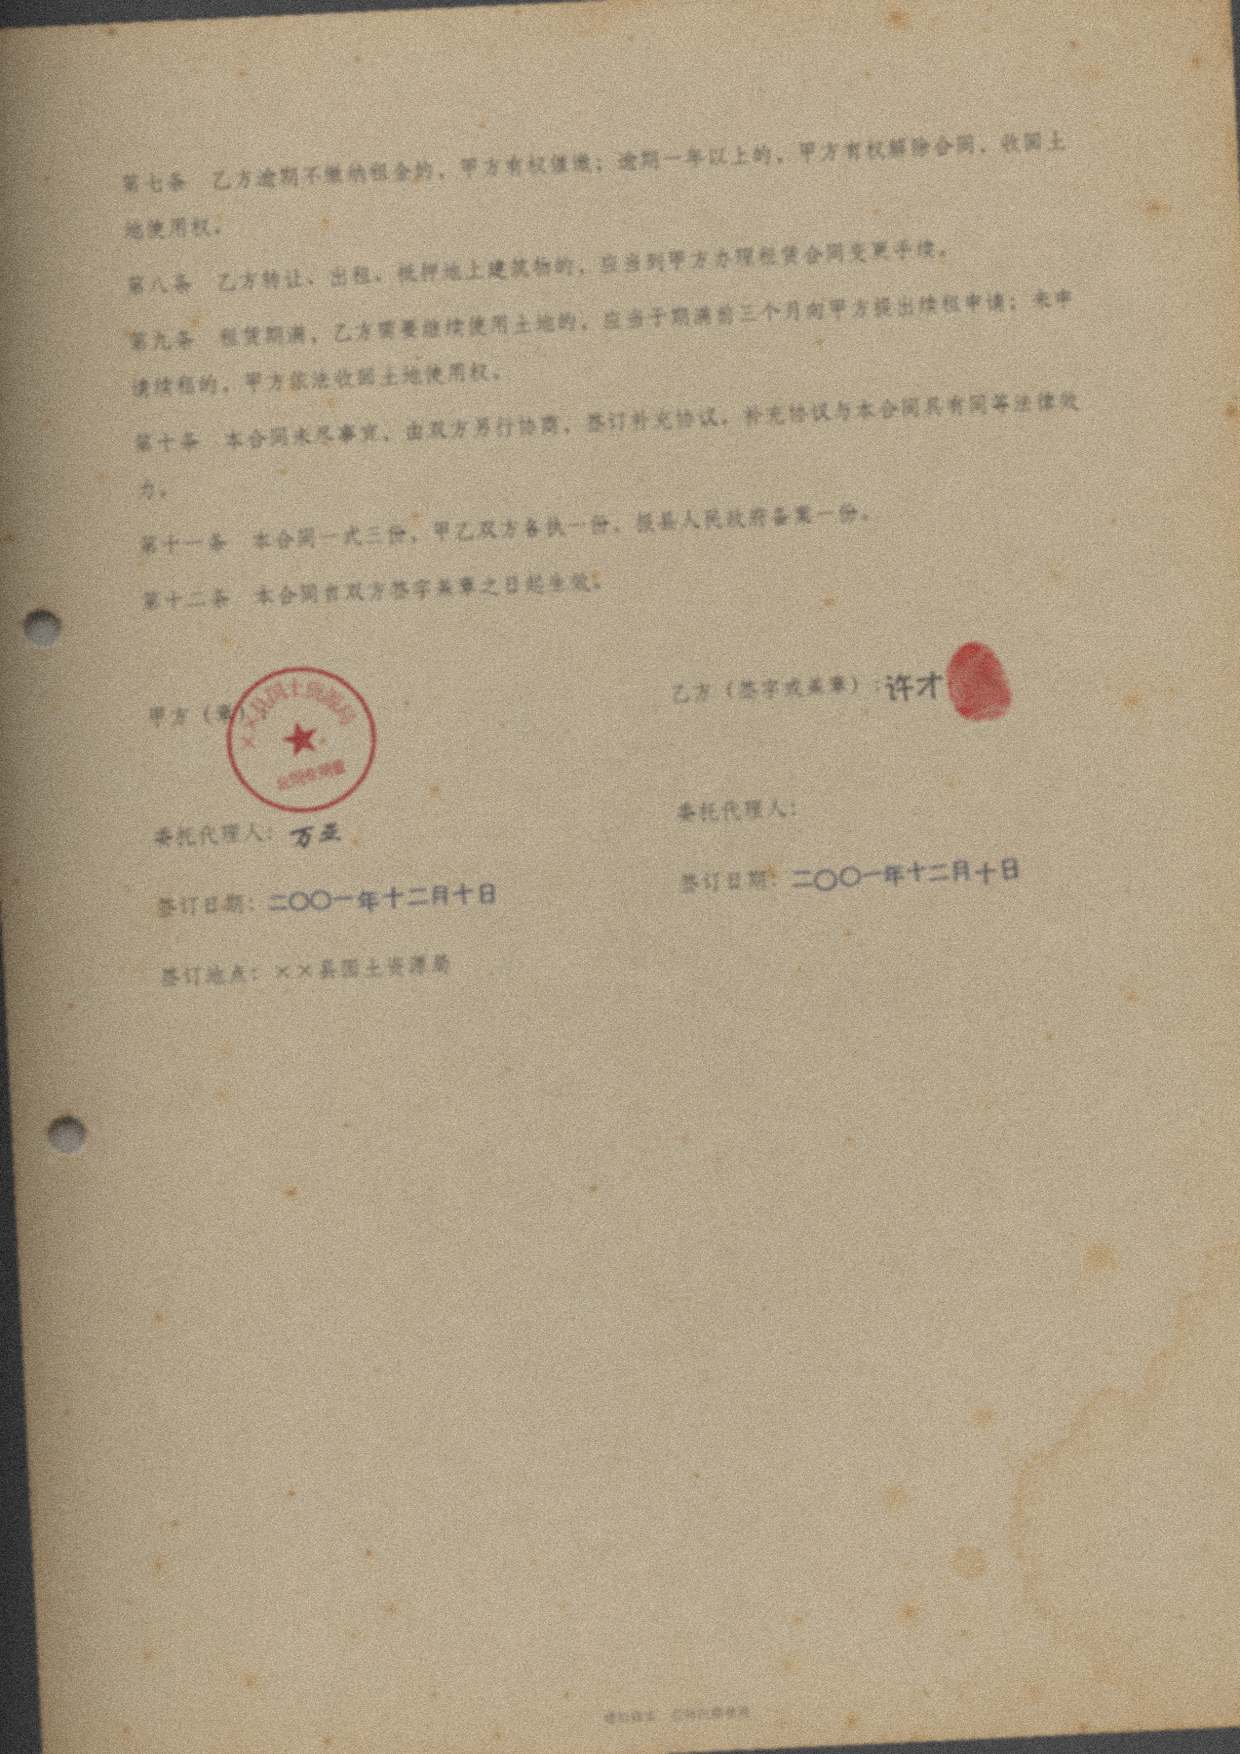 第七条 乙方逾期不缴纳租金的，甲方有权催缴；逾期一年以上的，甲方有权解除合同，收回土
地使用权。
第八条 乙方转让、出租、抵押地上建筑物的，应当到甲方办理租赁合同变更手续。
第九条 租赁期满，乙方需要继续使用土地的，应当于期满前三个月向甲方提出续租申请；未申
请续租的，甲方依法收回土地使用权。
第十条 本合同未尽事宜，由双方另行协商，签订补充协议。补充协议与本合同具有同等法律效
力。
第十一条 本合同一式三份，甲乙双方各执一份，报县人民政府备案一份。
第十二条 本合同自双方签字盖章之日起生效。
甲方（章）
××县国土资源局
合同专用章
乙方（签字或盖章）：许才
委托代理人：万亚
委托代理人：
签订日期：二〇〇一年十二月十日
签订日期：二〇〇一年十二月十日
签订地点：××县国土资源局